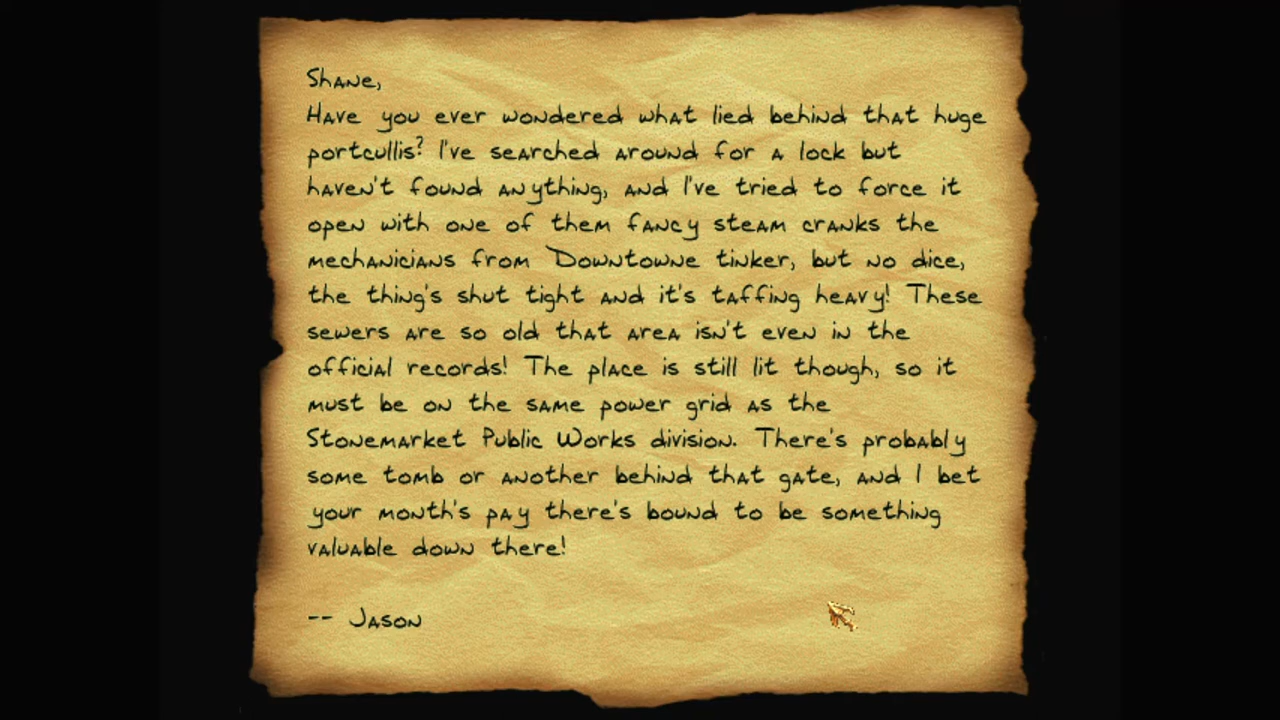 Shane,
Have you ever wondered what lied behind that huge
portcullis? I've searched around for a lock but
haven't found anything, and I've tried to force it
open with one of them fancy steam cranks the
mechanicians from Downtowne tinker, but no dice,
the thing's shut tight and it's taffing heavy! These
sewers are so old that area isn't even in the
official records! The place is still lit though, so it
must be on the same power grid as the
Stonemarket Public Works division. There's probably
some tomb or another behind that gate, and I bet
your month's pay there's bound to be something
valuable down there!
-- Jason